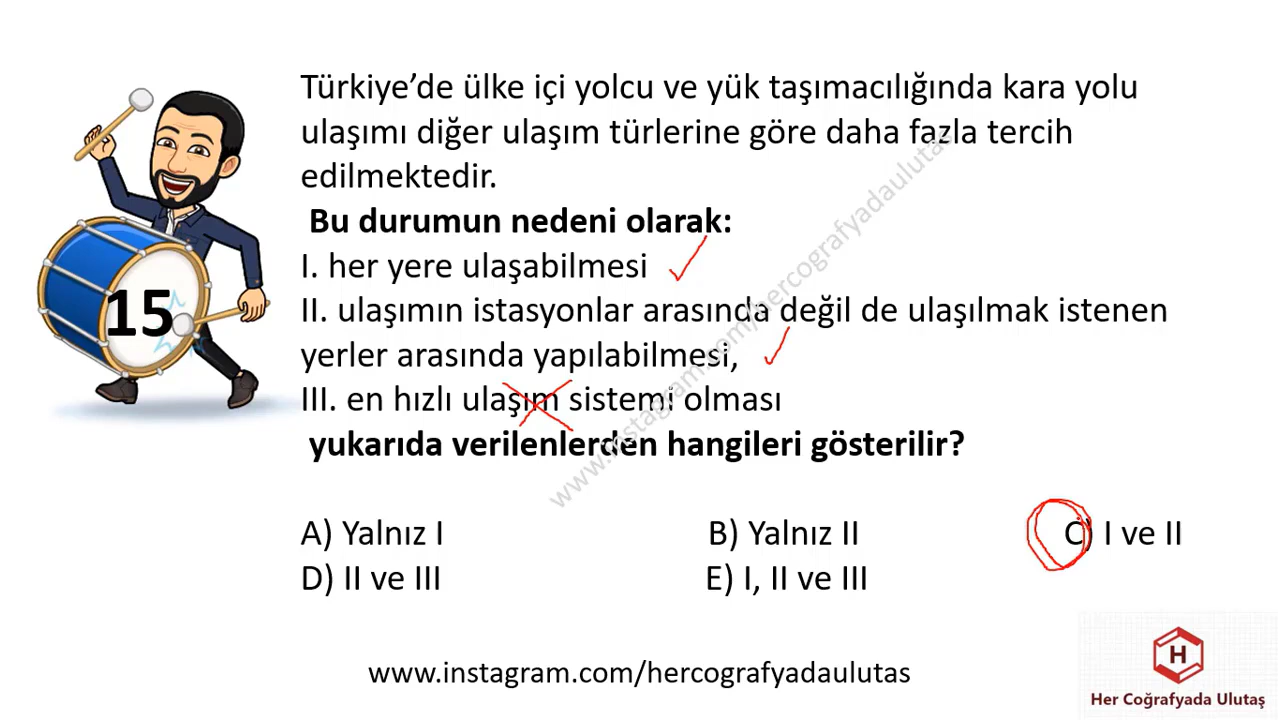 Türkiye’de ülke içi yolcu ve yük taşımacılığında kara yolu
ulaşımı diğer ulaşım türlerine göre daha fazla tercih
edilmektedir.
Bu durumun nedeni olarak:
I. her yere ulaşabilmesi
II. ulaşımın istasyonlar arasında değil de ulaşılmak istenen
yerler arasında yapılabilmesi,
III. en hızlı ulaşım sistemi olması
yukarıda verilenlerden hangileri gösterilir?
15
A) Yalnız I
B) Yalnız II
C) I ve II
D) II ve III
E) I, II ve III
www.instagram.com/hercografyadaulutas
www.instagram.com/hercografyadaulutas
H
Her Coğrafyada Ulutaş